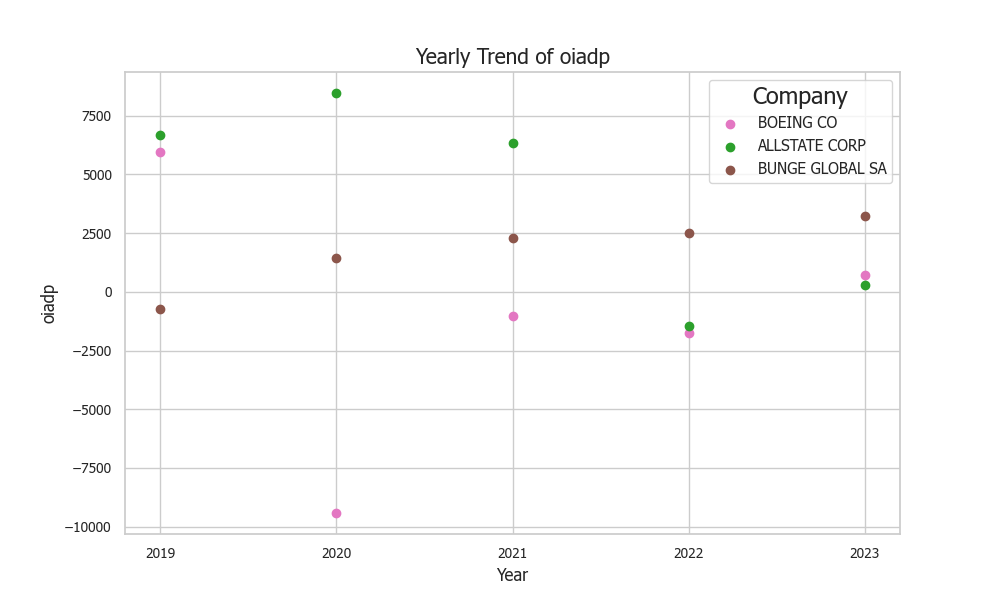 Yearly Trend of oiadp
Company
BOEING CO
ALLSTATE CORP
BUNGE GLOBAL SA
oiadp
7500
5000
2500
0
−2500
−5000
−7500
−10000
2019 2020 2021 2022 2023
Year